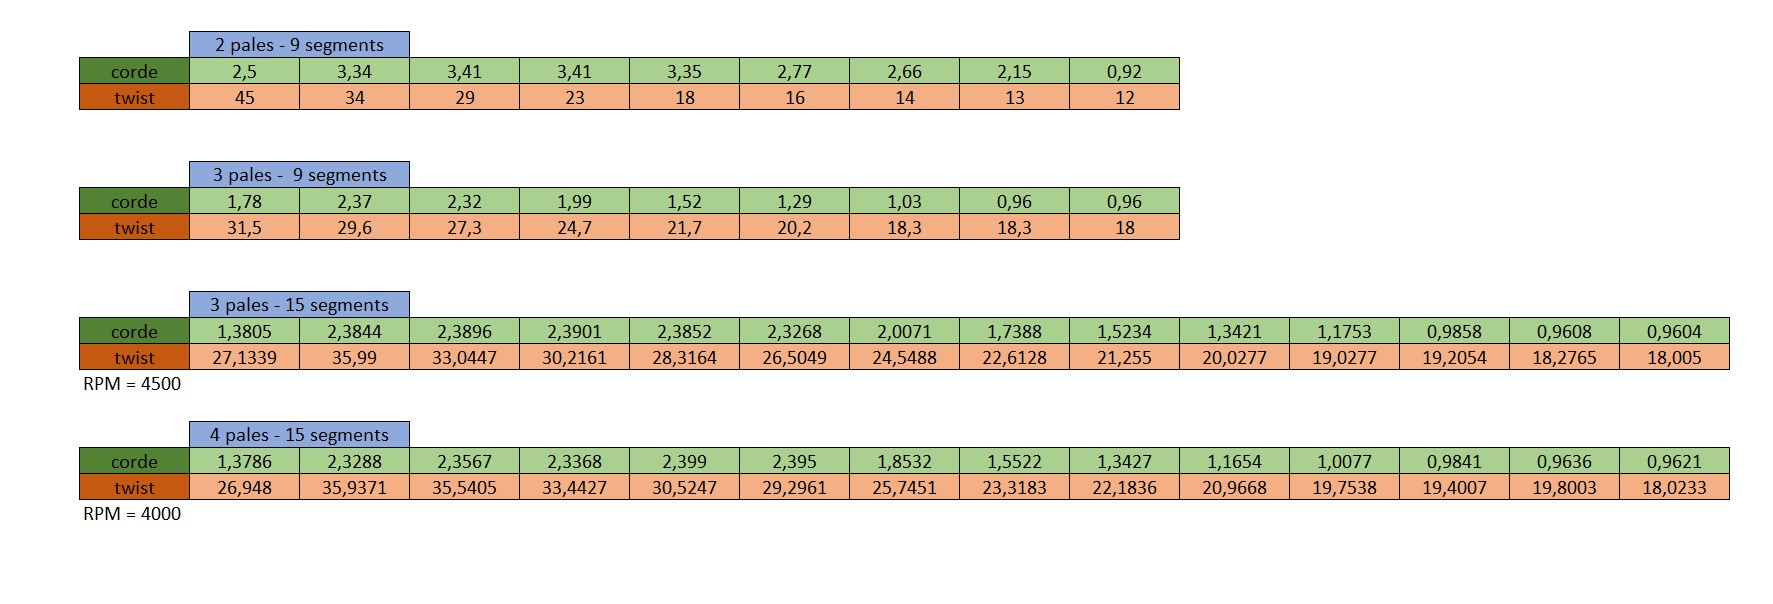 2 pales - 9 segments
corde 2,5 3,34 3,41 3,41 3,35 2,77 2,66 2,15 0,92
twist 45 34 29 23 18 16 14 13 12
3 pales -  9 segments
corde 1,78 2,37 2,32 1,99 1,52 1,29 1,03 0,96 0,96
twist 31,5 29,6 27,3 24,7 21,7 20,2 18,3 18,3 18
3 pales - 15 segments
corde 1,3805 2,3844 2,3896 2,3901 2,3852 2,3268 2,0071 1,7388 1,5234 1,3421 1,1753 0,9858 0,9608 0,9604
twist 27,1339 35,99 33,0447 30,2161 28,3164 26,5049 24,5488 22,6128 21,255 20,0277 19,0277 19,2054 18,2765 18,005
RPM = 4500
4 pales - 15 segments
corde 1,3786 2,3288 2,3567 2,3368 2,399 2,395 1,8532 1,5522 1,3427 1,1654 1,0077 0,9841 0,9636 0,9621
twist 26,948 35,9371 35,5405 33,4427 30,5247 29,2961 25,7451 23,3183 22,1836 20,9668 19,7538 19,4007 19,8003 18,0233
RPM = 4000